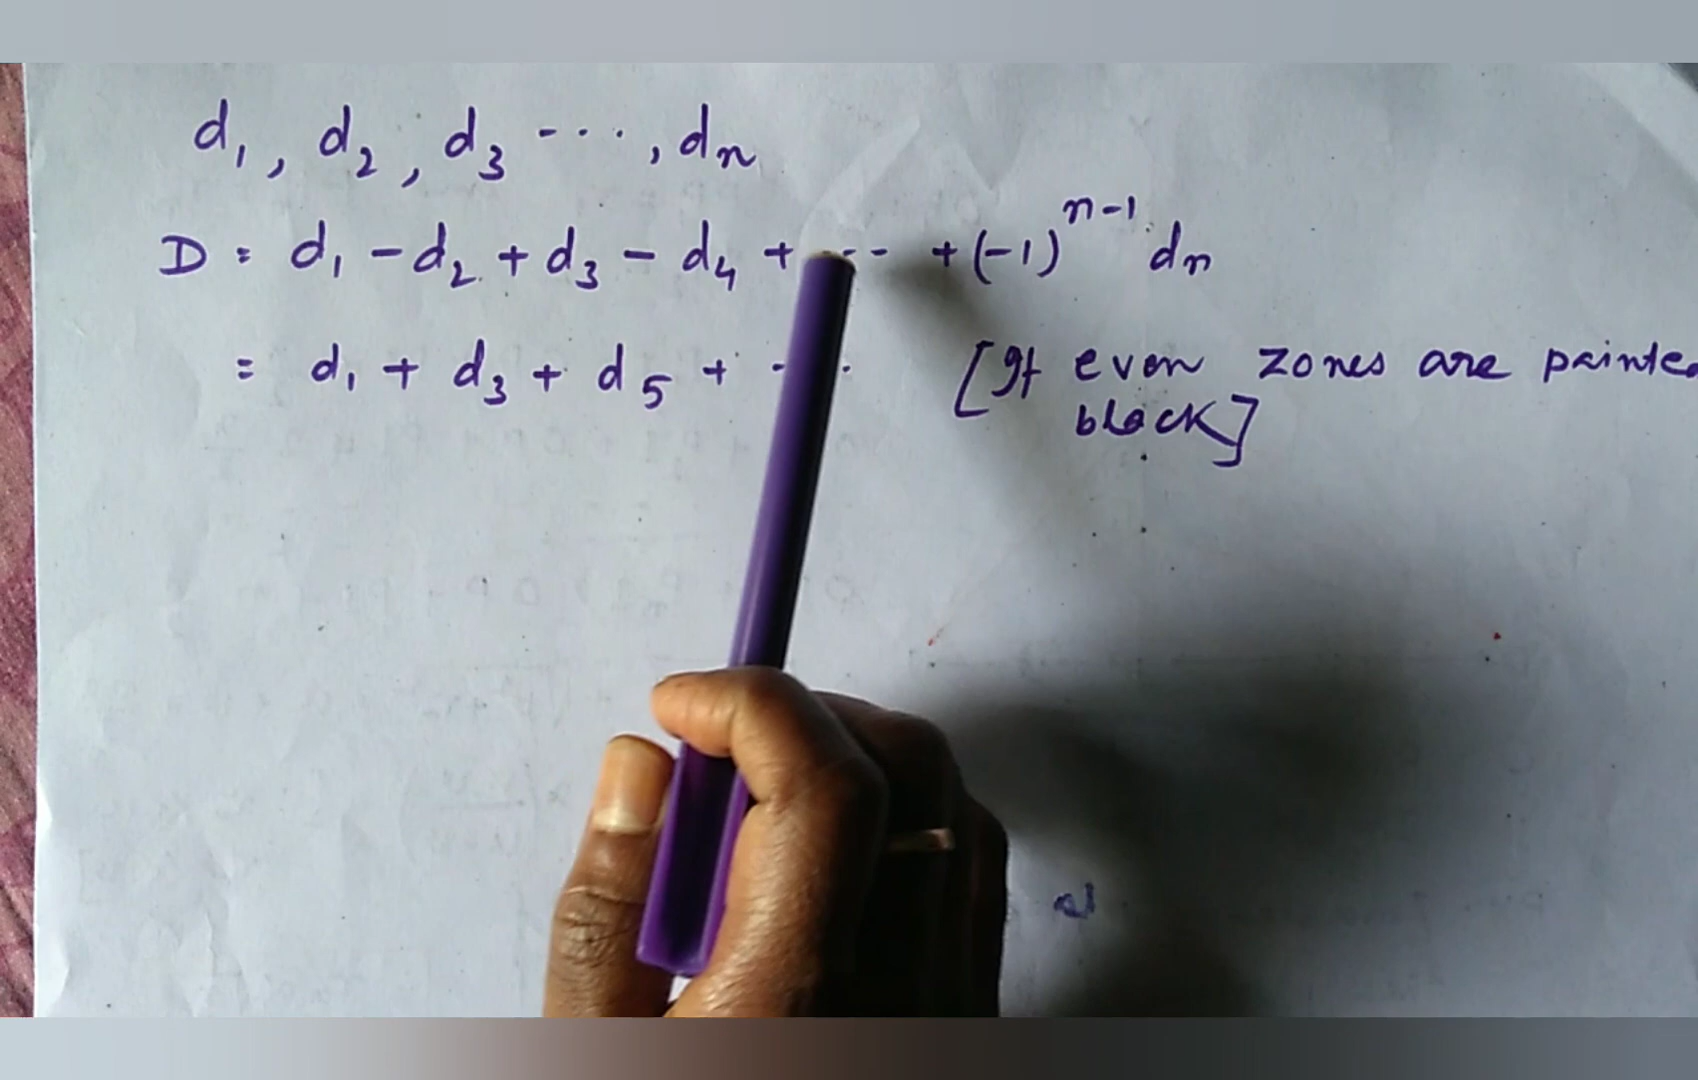 d₁, d₂, d₃ ----, dₙ
D = d₁ - d₂ + d₃ - d₄ + -- + (-1)ⁿ⁻¹ dₙ
= d₁ + d₃ + d₅ + - . [If even zones are painte
black]